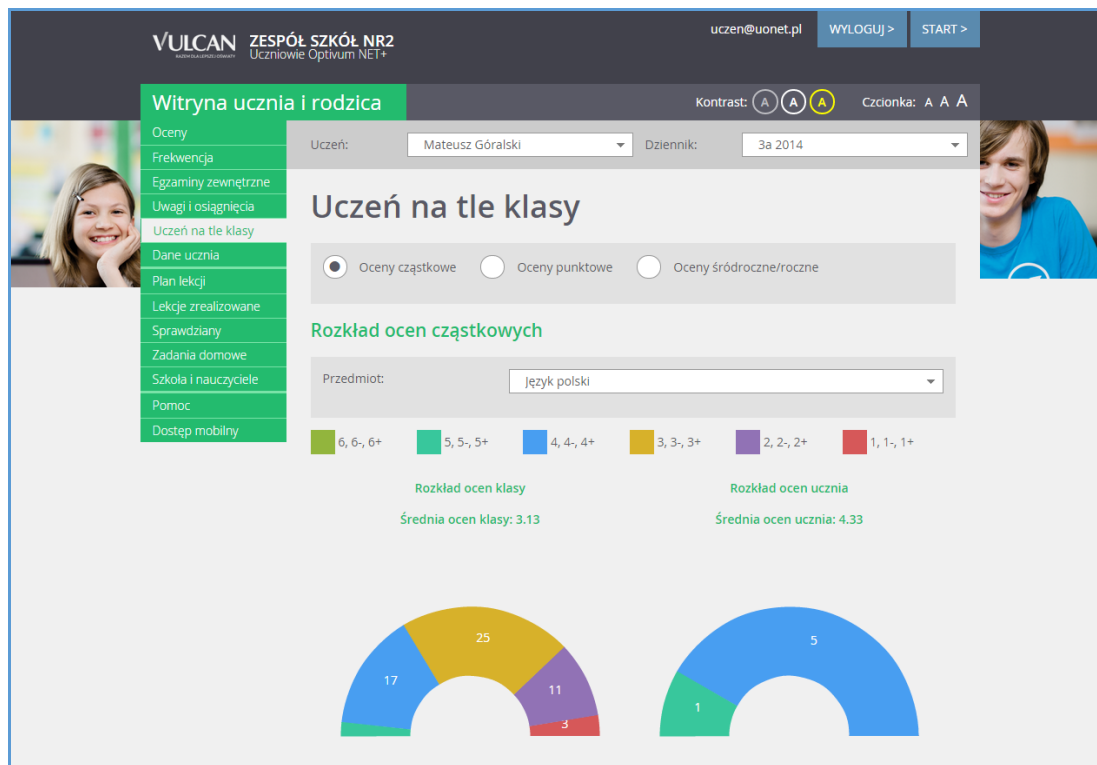 uczen@uonet.pl WYLOGUJ > START >
VULCAN ZESPÓŁ SZKÓŁ NR2
RAZEM DLA LEPSZEJ OŚWIATY Uczniowie Optivum NET+
Witryna ucznia i rodzica Kontrast: A A A Czcionka: A A A
Oceny
Frekwencja
Egzaminy zewnętrzne
Uwagi i osiągnięcia
Uczeń na tle klasy
Dane ucznia
Plan lekcji
Lekcje zrealizowane
Sprawdziany
Zadania domowe
Szkoła i nauczyciele
Pomoc
Dostęp mobilny
Uczeń: Mateusz Góralski Dziennik: 3a 2014
Uczeń na tle klasy
Oceny cząstkowe Oceny punktowe Oceny śródroczne/roczne
Rozkład ocen cząstkowych
Przedmiot: Język polski
6, 6-, 6+ 5, 5-, 5+ 4, 4-, 4+ 3, 3-, 3+ 2, 2-, 2+ 1, 1-, 1+
Rozkład ocen klasy Rozkład ocen ucznia
Średnia ocen klasy: 3.13 Średnia ocen ucznia: 4.33
25 5
17 11
1
3